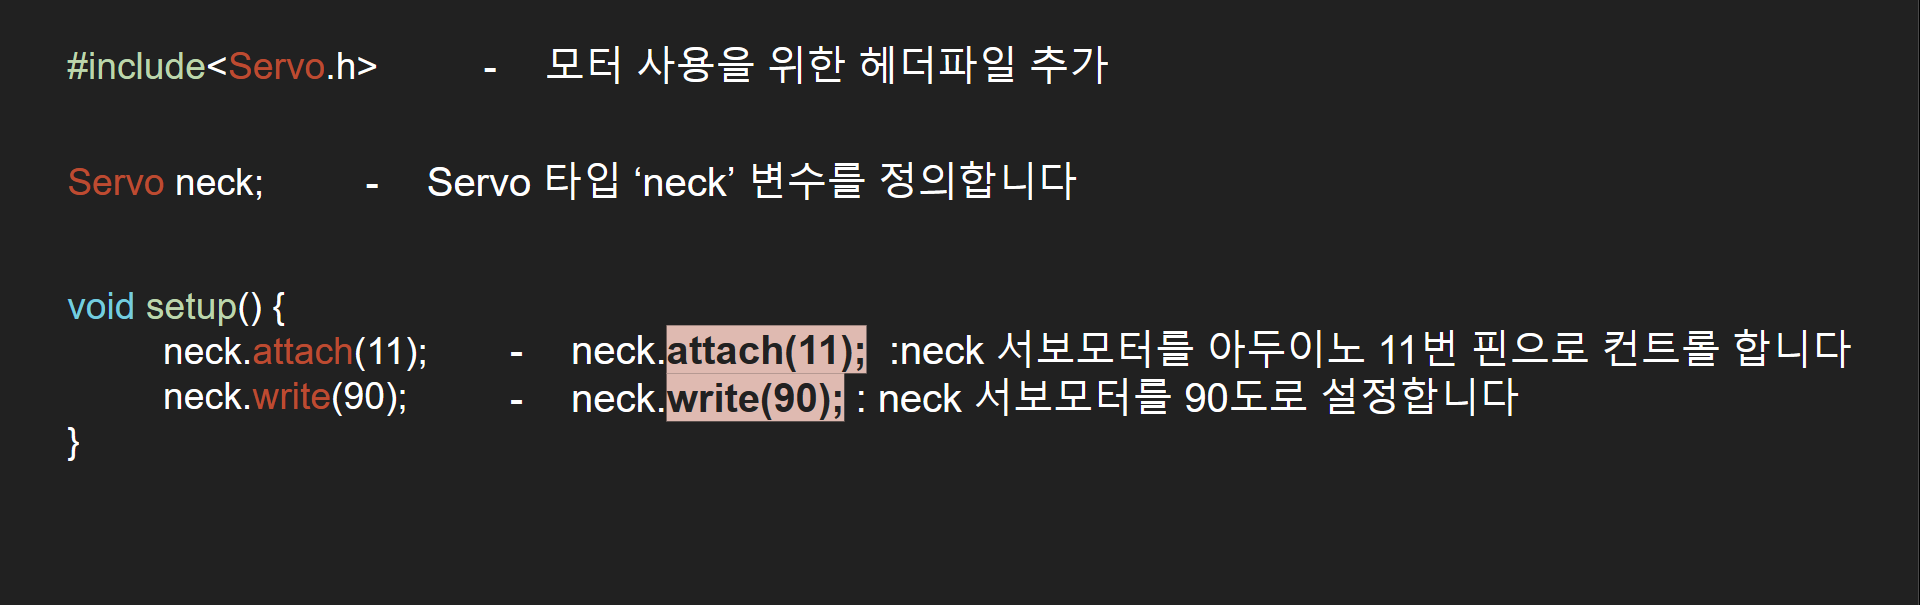 #include<Servo.h> - 모터 사용을 위한 헤더파일 추가
Servo neck; - Servo 타입 ‘neck’ 변수를 정의합니다
void setup() {
neck.attach(11); - neck.attach(11); :neck 서보모터를 아두이노 11번 핀으로 컨트롤 합니다
neck.write(90); - neck.write(90); : neck 서보모터를 90도로 설정합니다
}